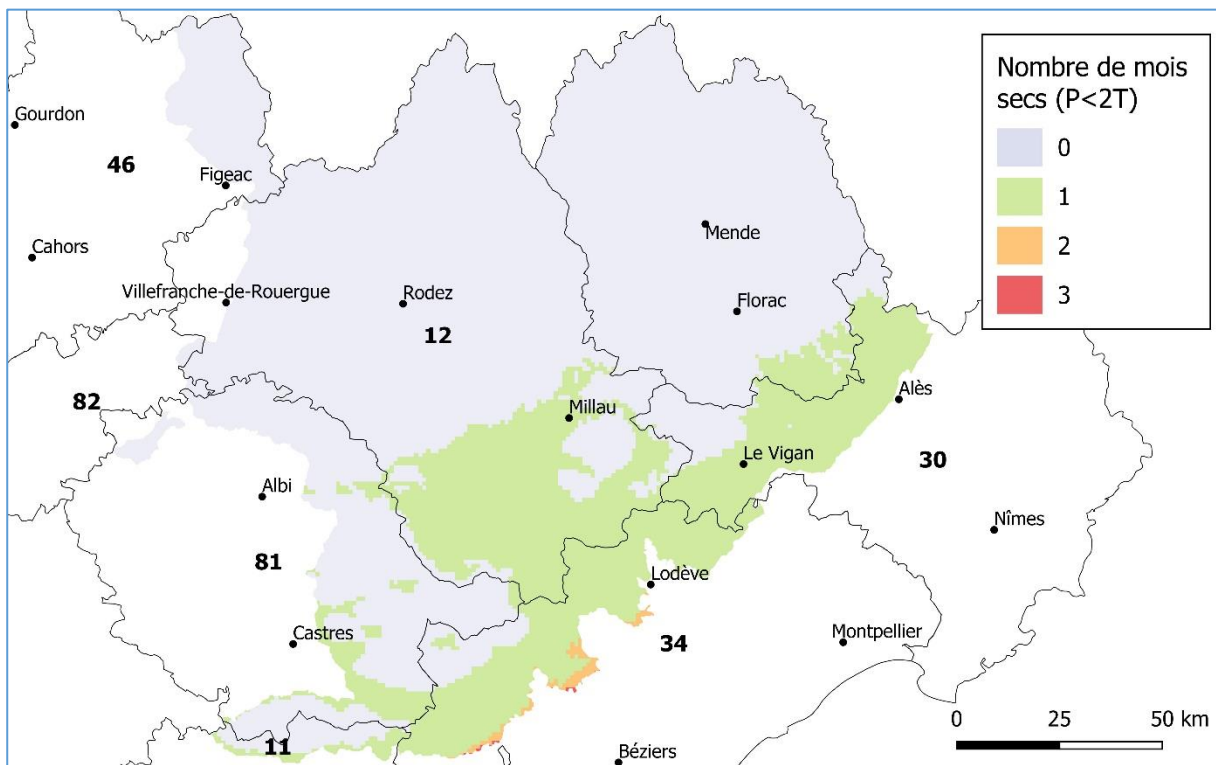 Nombre de mois
secs (P<2T)
0
1
2
3
Gourdon
46
Figeac
Cahors
Mende
Villefranche-de-Rouergue
Rodez
Florac
12
82
Millau
Alès
Le Vigan
30
Albi
Nîmes
81
Lodève
Castres
34
Montpellier
11
Béziers
0 25 50 km